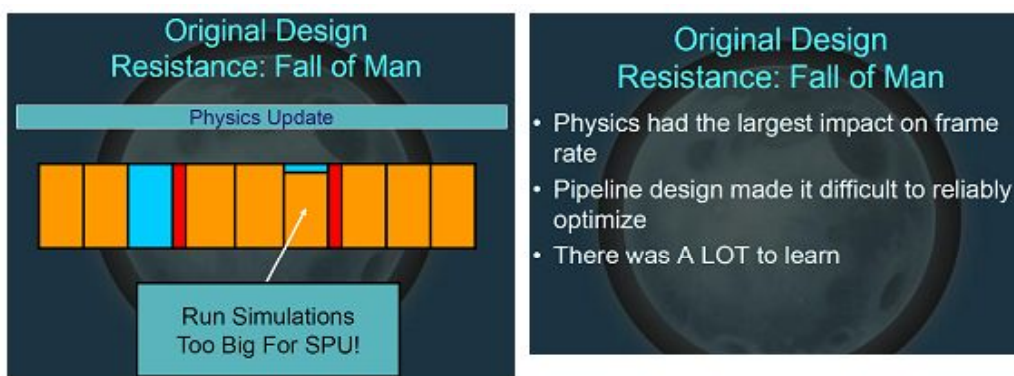 Original Design
Resistance: Fall of Man
Physics Update
Run Simulations
Too Big For SPU!
Original Design
Resistance: Fall of Man
• Physics had the largest impact on frame
rate
• Pipeline design made it difficult to reliably
optimize
• There was A LOT to learn